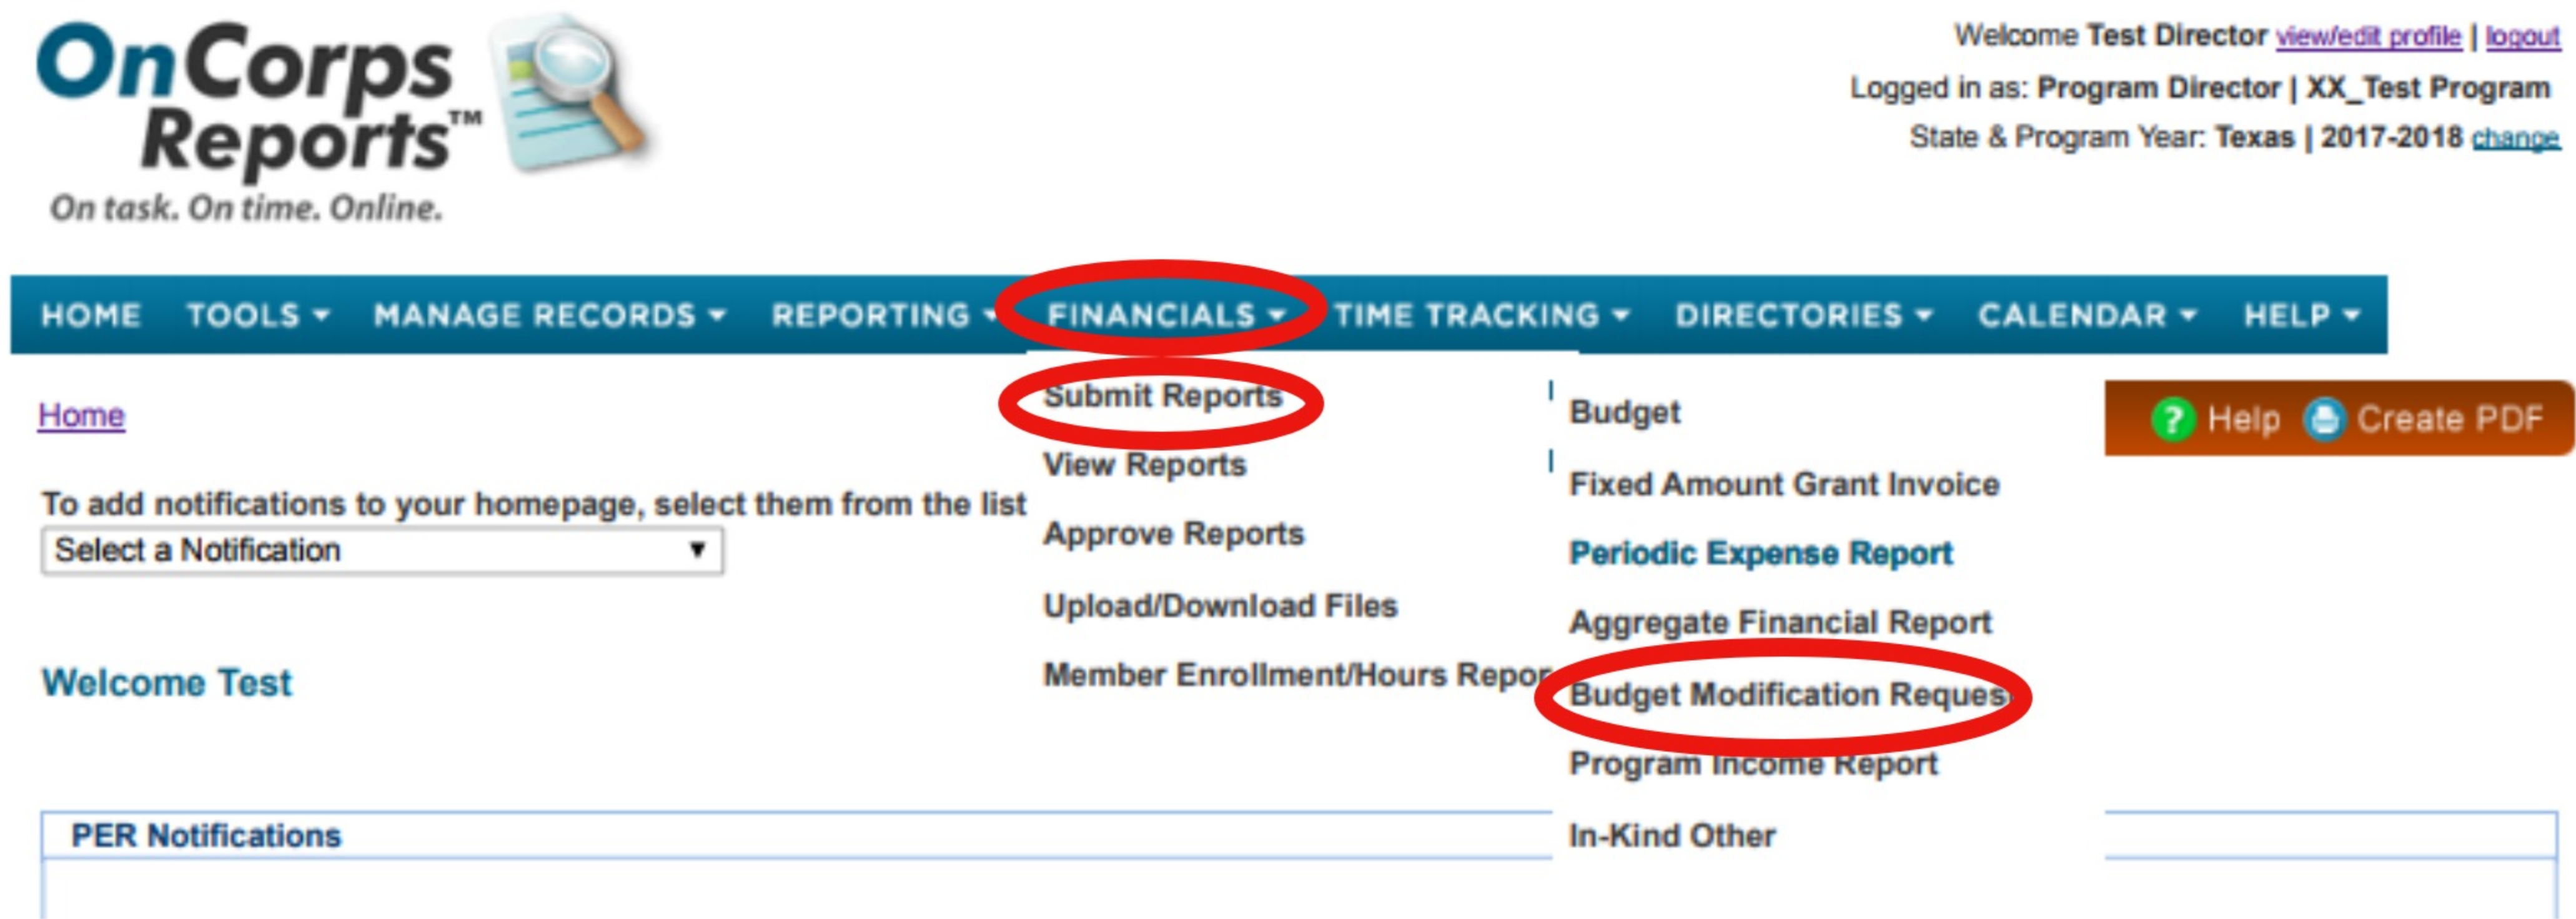 OnCorps
Reports™
On task. On time. Online.
Welcome Test Director view/edit profile | logout
Logged in as: Program Director | XX_Test Program
State & Program Year: Texas | 2017-2018 change
HOME TOOLS MANAGE RECORDS REPORTING FINANCIALS TIME TRACKING DIRECTORIES CALENDAR HELP
Home
To add notifications to your homepage, select them from the list
Select a Notification
Welcome Test
PER Notifications
Submit Reports
View Reports
Approve Reports
Upload/Download Files
Member Enrollment/Hours Repor
Budget
Fixed Amount Grant Invoice
Periodic Expense Report
Aggregate Financial Report
Budget Modification Reques
Program Income Report
In-Kind Other
? Help Create PDF